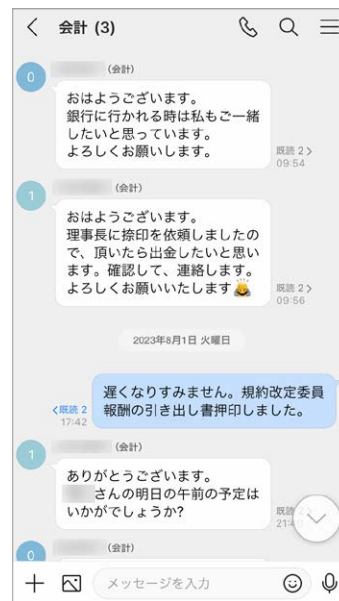 会計 (3)
0
(会計)
おはようございます。
銀行に行かれる時は私もご一緒
したいと思っています。
よろしくお願いします。
既読 2
09:54
1
(会計)
おはようございます。
理事長に捺印を依頼しましたの
で、頂いたら出金したいと思い
ます。確認して、連絡します。
よろしくお願いいたします🙇
既読 2
09:56
2023年8月1日 火曜日
遅くなりすみません。規約改定委員
報酬の引き出し書押印しました。
既読 2
17:42
1
(会計)
ありがとうございます。
さんの明日の午前の予定は
いかがでしょうか?
0
(会計)
メッセージを入力